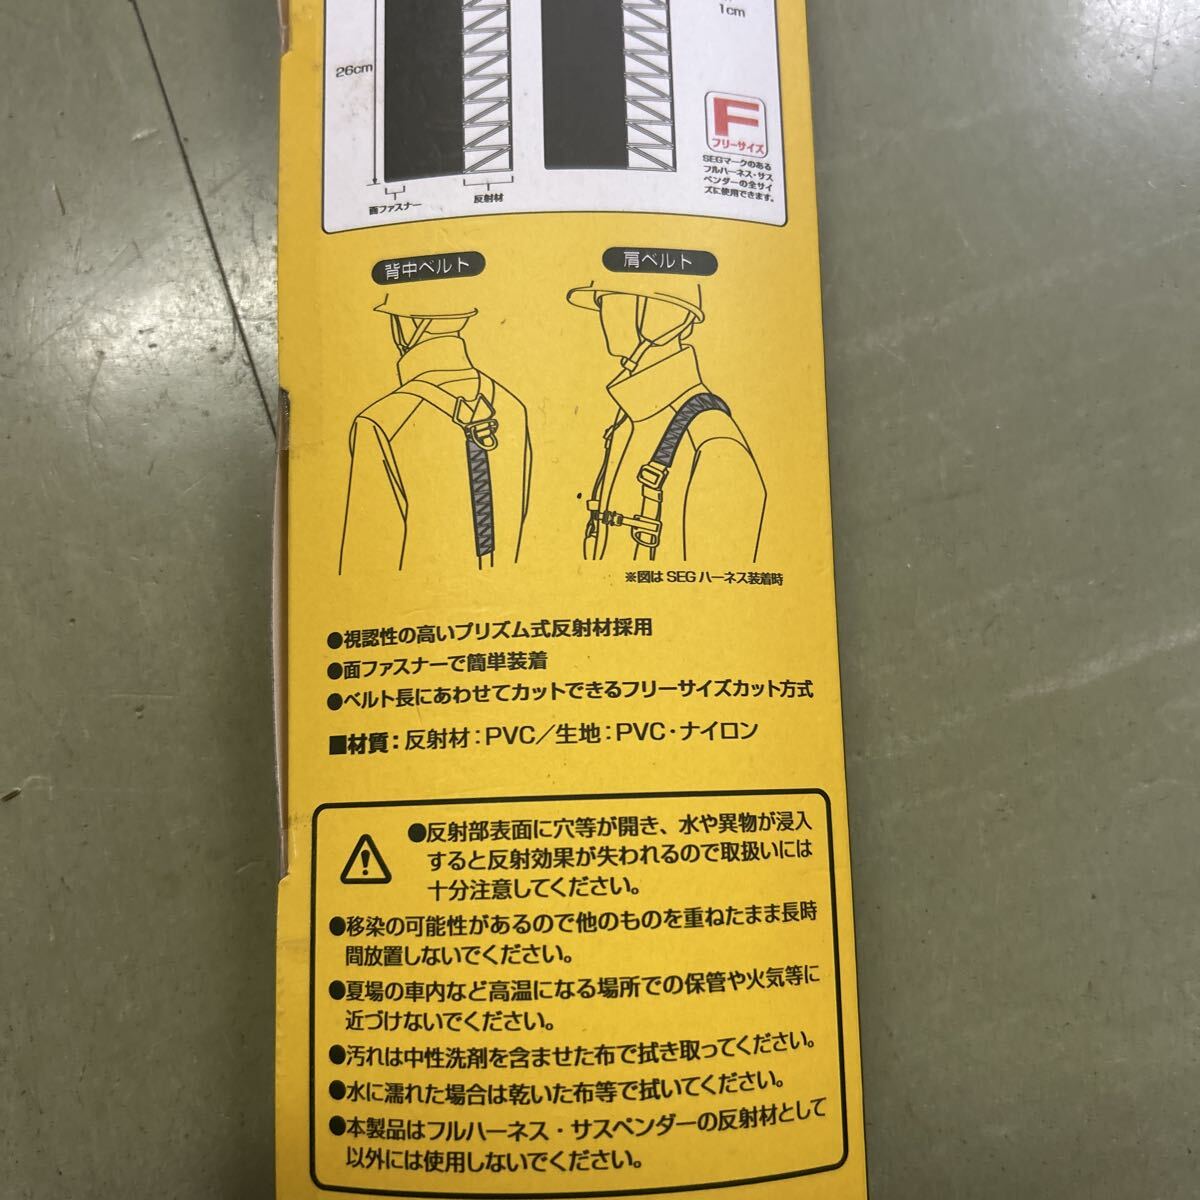 1cm
26cm
F
フリーサイズ
SEGマークのある
フルハーネス・サス
ペンダーの全サイ
ズに使用できます。
面ファスナー
反射材
背中ベルト
肩ベルト
※図は SEG ハーネス装着時
●視認性の高いプリズム式反射材採用
●面ファスナーで簡単装着
●ベルト長にあわせてカットできるフリーサイズカット方式
■材質：反射材：PVC／生地：PVC・ナイロン
●反射部表面に穴等が開き、水や異物が浸入
すると反射効果が失われるので取扱いには
十分注意してください。
●移染の可能性があるので他のものを重ねたまま長時
間放置しないでください。
●夏場の車内など高温になる場所での保管や火気等に
近づけないでください。
●汚れは中性洗剤を含ませた布で拭き取ってください。
●水に濡れた場合は乾いた布等で拭いてください。
●本製品はフルハーネス・サスペンダーの反射材として
以外には使用しないでください。